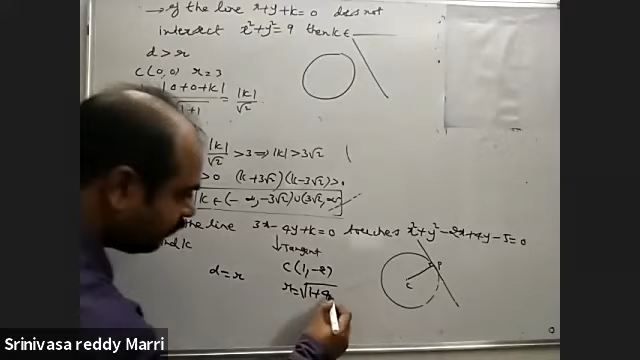 → If the line x+y+k=0 does not
intersect x²+y²=9 then k∈
d>r
C(0,0) r=3
|0+0+k| = |k|/√2
|k|/√2 >3 ⇒ |k|>3√2
>0 (k+3√2)(k-3√2)>0
k∈(-∞,-3√2)∪(3√2,∞)
the line 3x-4y+k=0 touches x²+y²-2x+4y-5=0
find k
Tangent
d=r
C(1,-2)
r=√1+4
C
P
Srinivasa reddy Marri